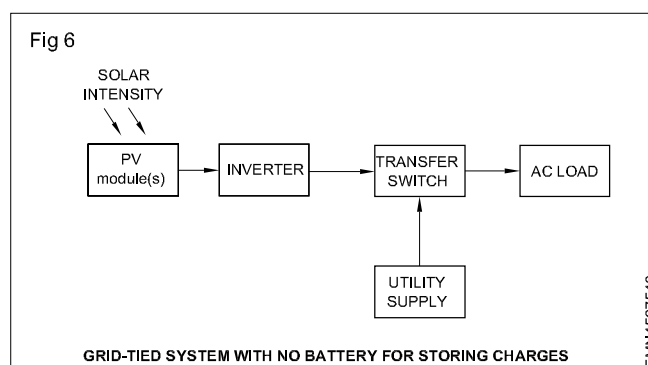 Fig 6
SOLAR
INTENSITY
PV
module(s)
INVERTER
TRANSFER
SWITCH
AC LOAD
UTILITY
SUPPLY
GRID-TIED SYSTEM WITH NO BATTERY FOR STORING CHARGES